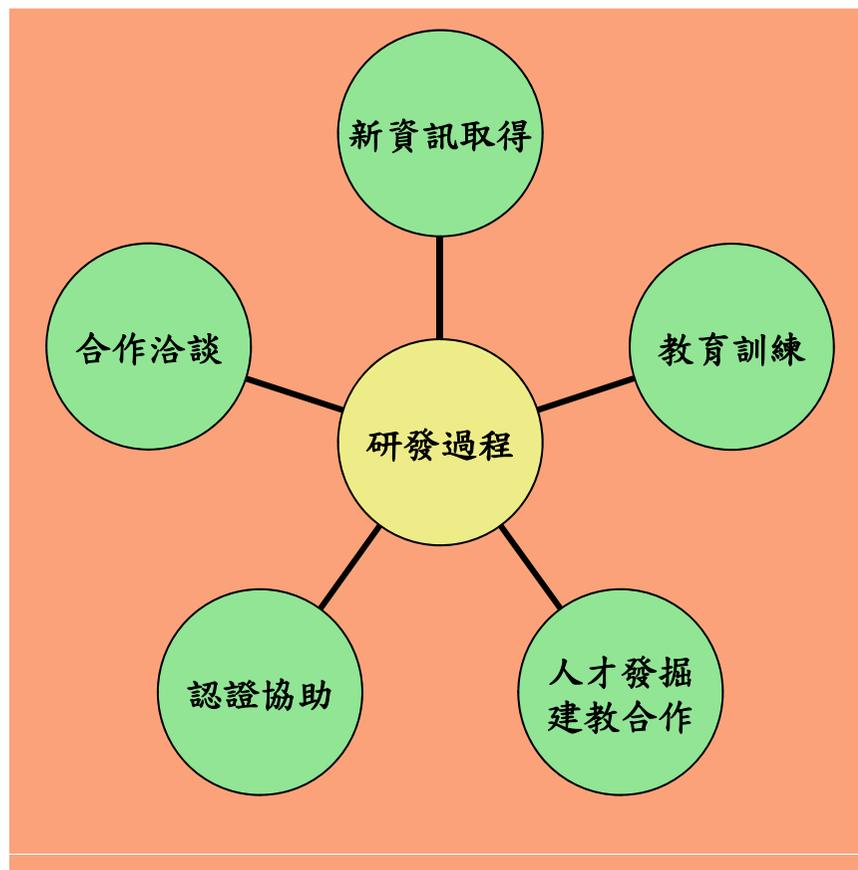 新資訊取得
合作洽談
教育訓練
研發過程
認證協助
人才發掘
建教合作